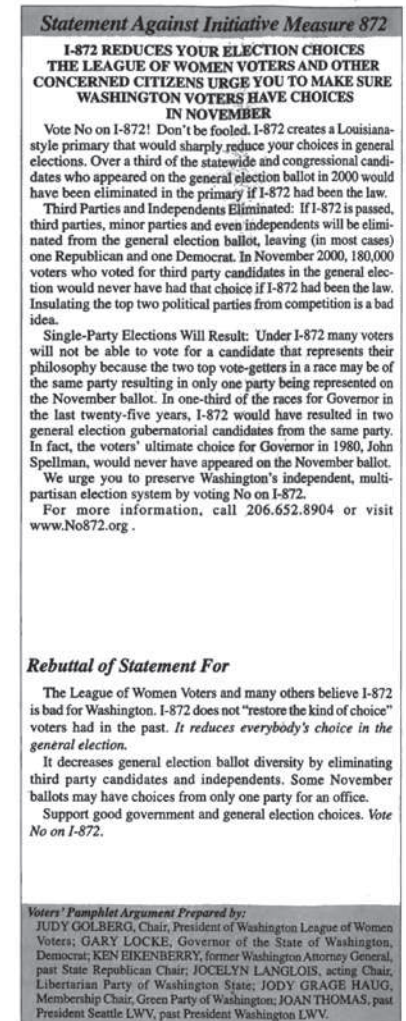 Statement Against Initiative Measure 872
I-872 REDUCES YOUR ELECTION CHOICES
THE LEAGUE OF WOMEN VOTERS AND OTHER
CONCERNED CITIZENS URGE YOU TO MAKE SURE
WASHINGTON VOTERS HAVE CHOICES
IN NOVEMBER
Vote No on I-872! Don't be fooled. I-872 creates a Louisiana-
style primary that would sharply reduce your choices in general
elections. Over a third of the statewide and congressional candi-
dates who appeared on the general election ballot in 2000 would
have been eliminated in the primary if I-872 had been the law.
Third Parties and Independents Eliminated: If I-872 is passed,
third parties, minor parties and even independents will be elimi-
nated from the general election ballot, leaving (in most cases)
one Republican and one Democrat. In November 2000, 180,000
voters who voted for third party candidates in the general elec-
tion would never have had that choice if I-872 had been the law.
Insulating the top two political parties from competition is a bad
idea.
Single-Party Elections Will Result: Under I-872 many voters
will not be able to vote for a candidate that represents their
philosophy because the two top vote-getters in a race may be of
the same party resulting in only one party being represented on
the November ballot. In one-third of the races for Governor in
the last twenty-five years, I-872 would have resulted in two
general election gubernatorial candidates from the same party.
In fact, the voters' ultimate choice for Governor in 1980, John
Spellman, would never have appeared on the November ballot.
We urge you to preserve Washington's independent, multi-
partisan election system by voting No on I-872.
For more information, call 206.652.8904 or visit
www.No872.org .
Rebuttal of Statement For
The League of Women Voters and many others believe I-872
is bad for Washington. I-872 does not "restore the kind of choice"
voters had in the past. It reduces everybody's choice in the
general election.
It decreases general election ballot diversity by eliminating
third party candidates and independents. Some November
ballots may have choices from only one party for an office.
Support good government and general election choices. Vote
No on I-872.
Voters' Pamphlet Argument Prepared by:
JUDY GOLBERG, Chair, President of Washington League of Women
Voters; GARY LOCKE, Governor of the State of Washington,
Democrat; KEN EIKENBERRY, former Washington Attorney General,
past State Republican Chair; JOCELYN LANGLOIS, acting Chair,
Libertarian Party of Washington State; JODY GRAGE HAUG,
Membership Chair, Green Party of Washington; JOAN THOMAS, past
President Seattle LWV, past President Washington LWV.